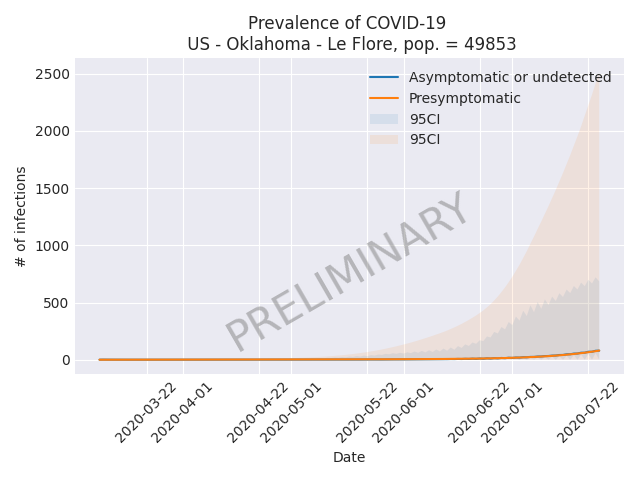 Prevalence of COVID-19
US - Oklahoma - Le Flore, pop. = 49853
Asymptomatic or undetected
Presymptomatic
95CI
95CI
2500
2000
1500
1000
500
0
# of infections
PRELIMINARY
2020-03-22
2020-04-01
2020-04-22
2020-05-01
2020-05-22
2020-06-01
2020-06-22
2020-07-01
2020-07-22
Date